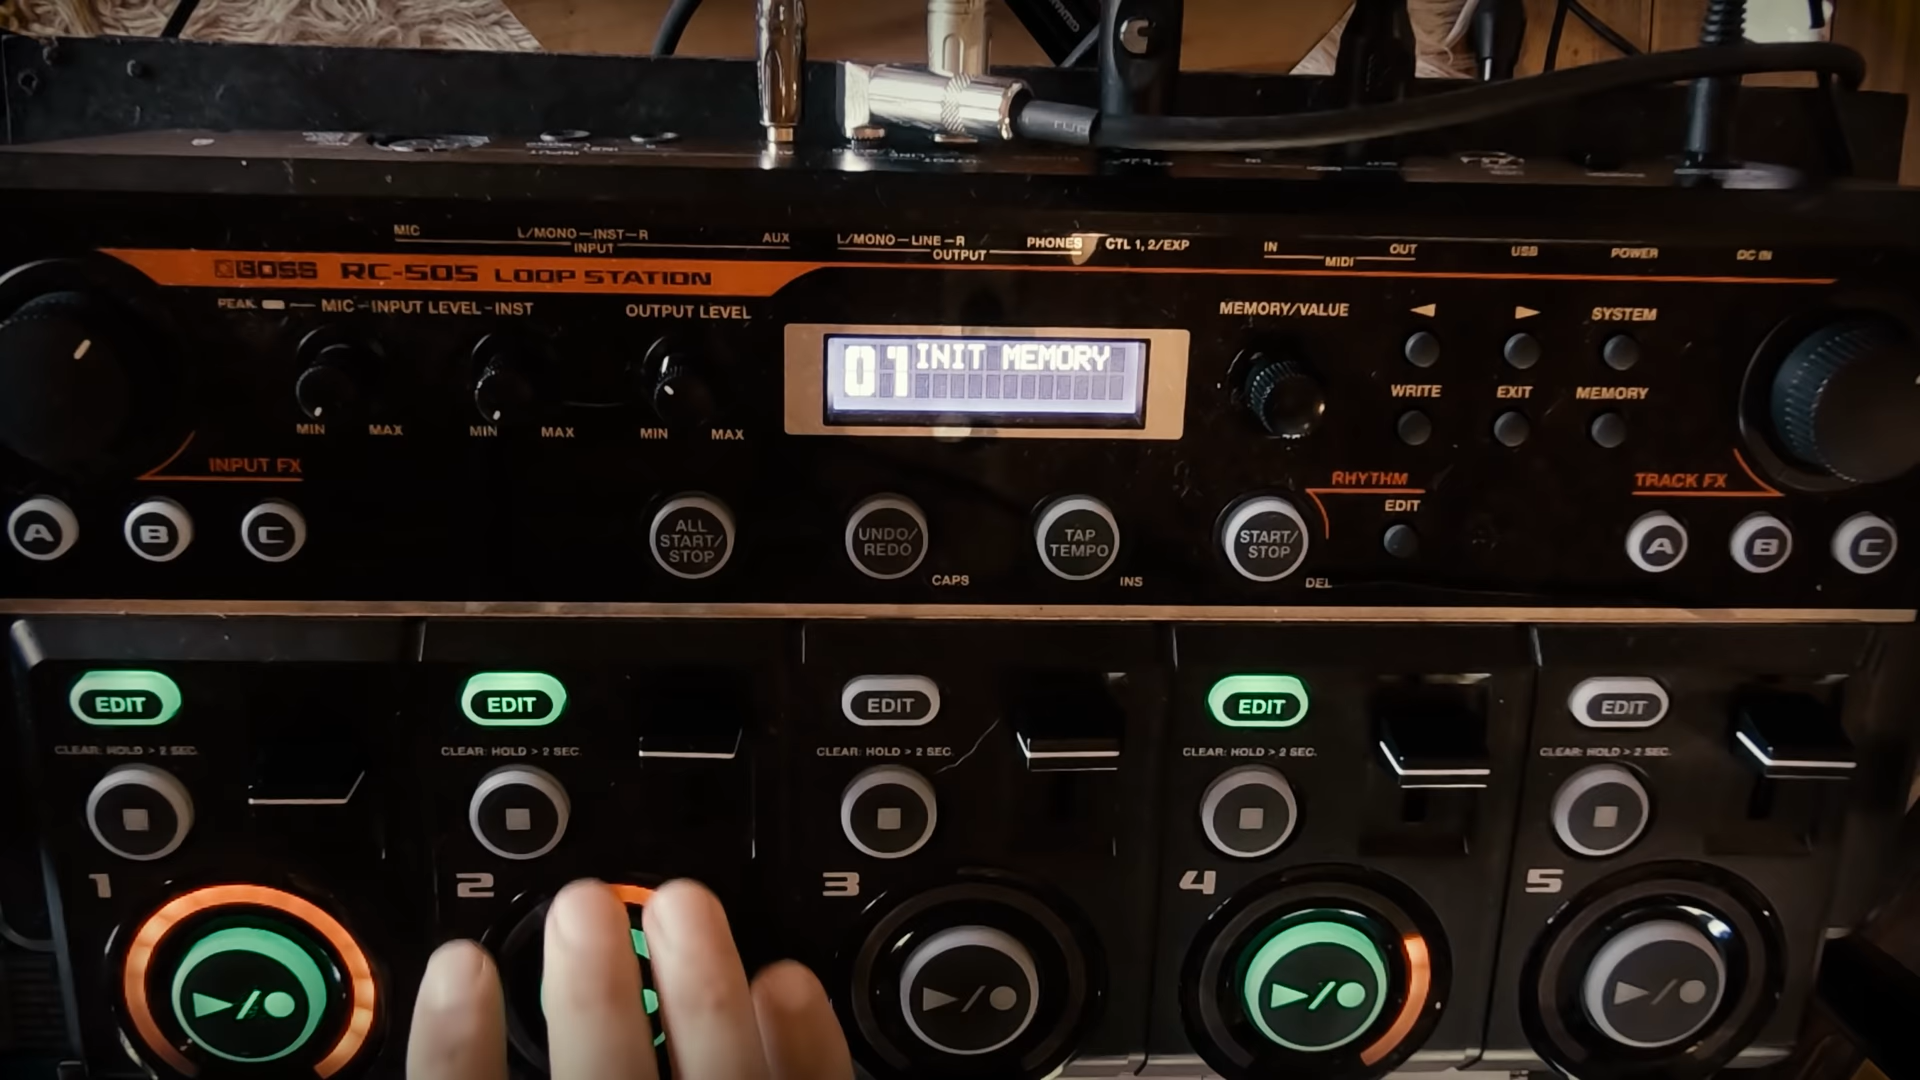 MIC L/MONO—INST—R AUX L/MONO—LINE—R PHONES CTL 1, 2/EXP IN OUT USB POWER DC IN
INPUT OUTPUT MIDI
BOSS RC-505 LOOP STATION
PEAK MIC—INPUT LEVEL—INST OUTPUT LEVEL MEMORY/VALUE ◀ ▶ SYSTEM
01 INIT MEMORY
WRITE EXIT MEMORY
MIN MAX MIN MAX MIN MAX
INPUT FX RHYTHM TRACK FX
EDIT
A B C ALL START/STOP UNDO/REDO TAP TEMPO START/STOP A B C
CAPS INS DEL
EDIT EDIT EDIT EDIT EDIT
CLEAR: HOLD > 2 SEC. CLEAR: HOLD > 2 SEC. CLEAR: HOLD > 2 SEC. CLEAR: HOLD > 2 SEC. CLEAR: HOLD > 2 SEC.
1 2 3 4 5